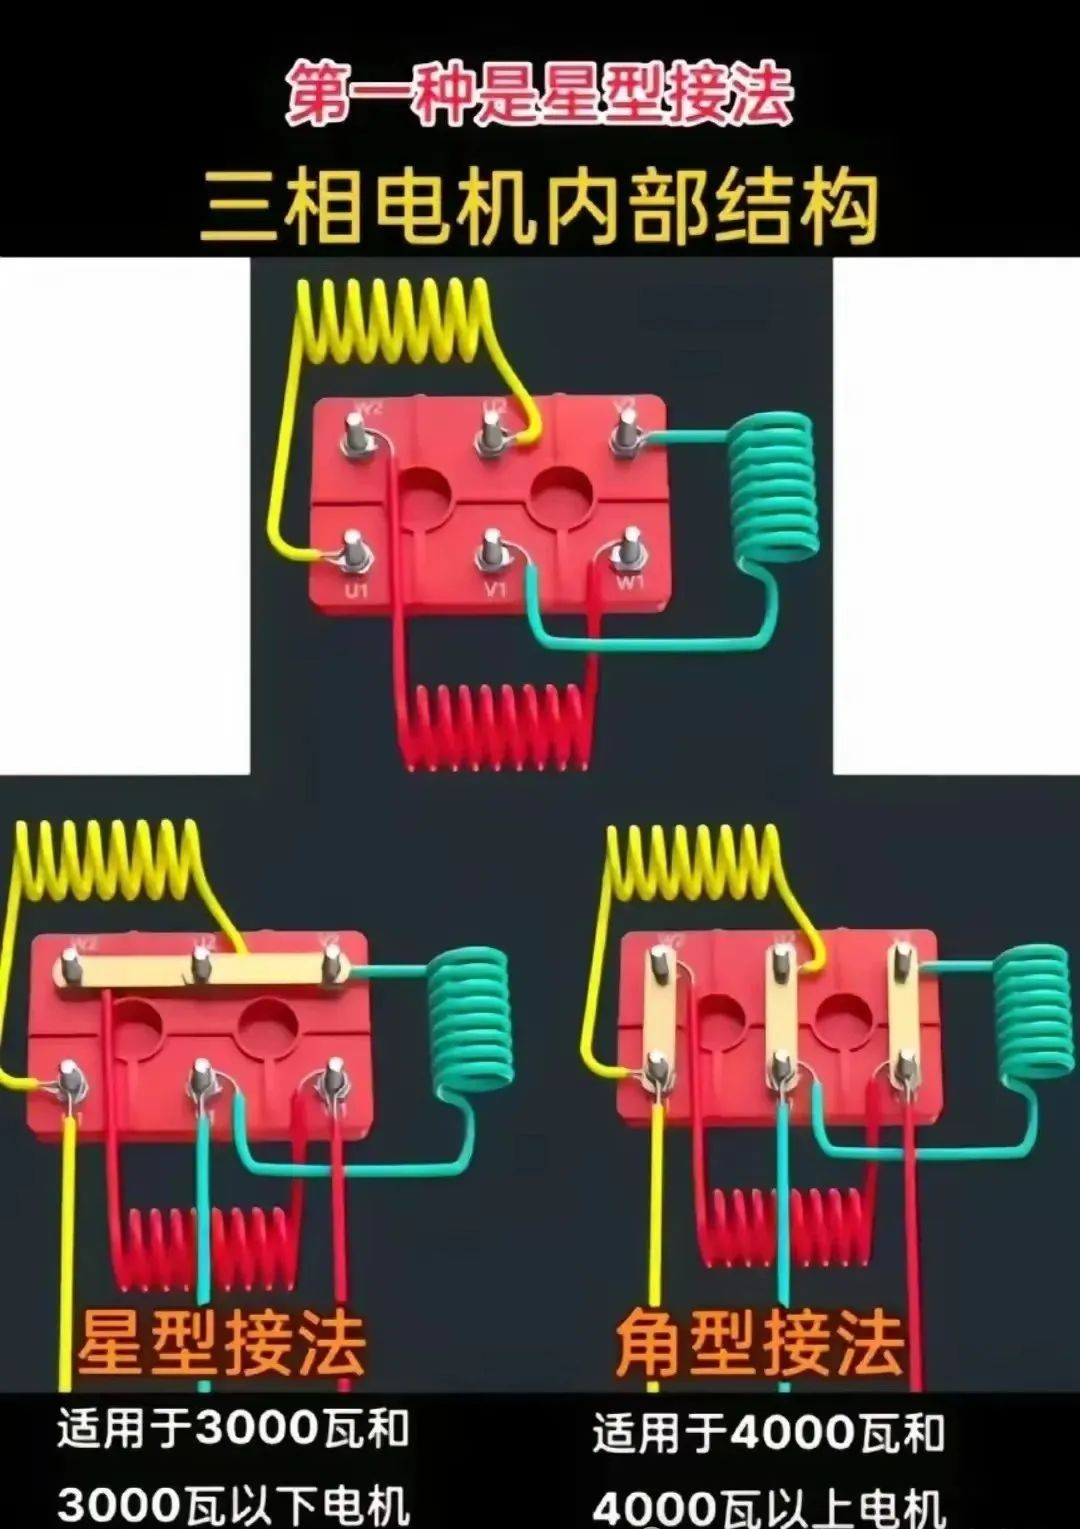 第一种是星型接法
三相电机内部结构
W2 U2 V2
U1 V1 W1
W2 U2 V2
W2 U2 V2
星型接法 角型接法
适用于3000瓦和
3000瓦以下电机
适用于4000瓦和
4000瓦以上电机